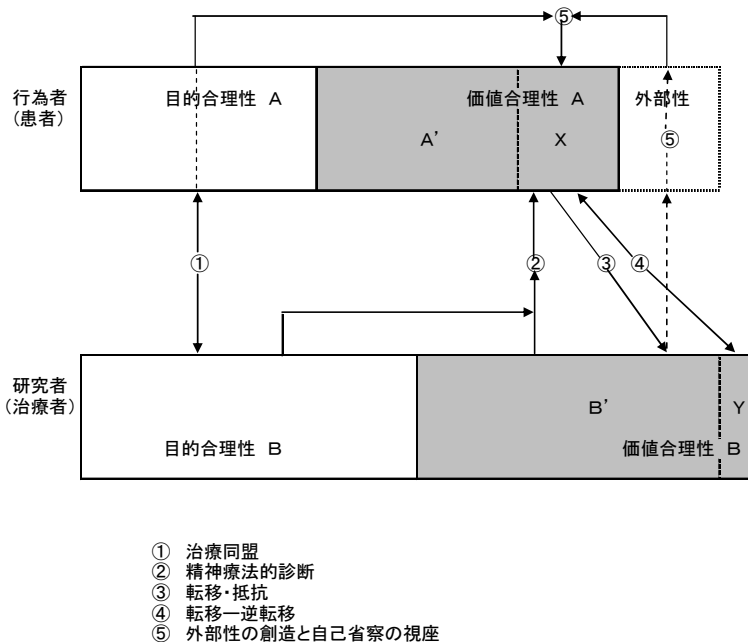 ⑤
行為者
(患者)
目的合理性 A
価値合理性 A
外部性
A’
X
⑤
①
②
③
④
研究者
(治療者)
B’
Y
目的合理性 B
価値合理性 B
① 治療同盟
② 精神療法的診断
③ 転移・抵抗
④ 転移ー逆転移
⑤ 外部性の創造と自己省察の視座